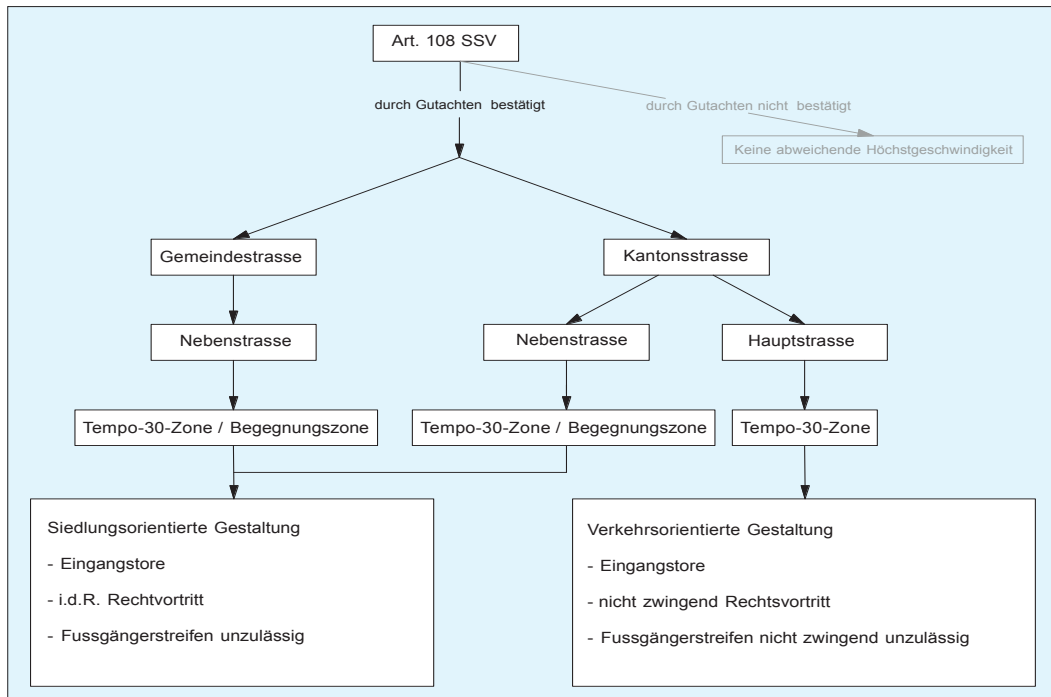 Art. 108 SSV
durch Gutachten bestätigt
durch Gutachten nicht bestätigt
Keine abweichende Höchstgeschwindigkeit
Gemeindestrasse
Kantonsstrasse
Nebenstrasse
Nebenstrasse
Hauptstrasse
Tempo-30-Zone / Begegnungszone
Tempo-30-Zone / Begegnungszone
Tempo-30-Zone
Siedlungsorientierte Gestaltung
- Eingangstore
- i.d.R. Rechtvortritt
- Fussgängerstreifen unzulässig
Verkehrsorientierte Gestaltung
- Eingangstore
- nicht zwingend Rechtsvortritt
- Fussgängerstreifen nicht zwingend unzulässig